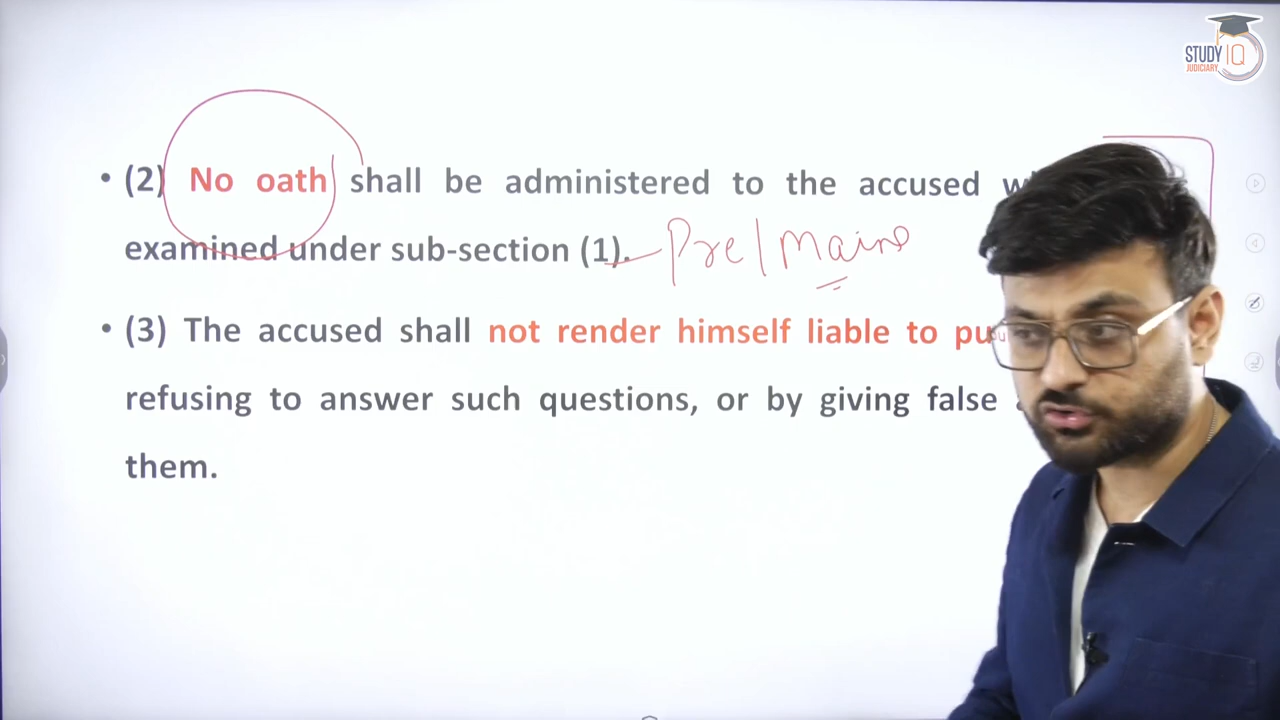 STUDY IQ
JUDICIARY
• (2) No oath shall be administered to the accused
examined under sub-section (1). Pre/Mains
• (3) The accused shall not render himself liable to
refusing to answer such questions, or by giving false
them.